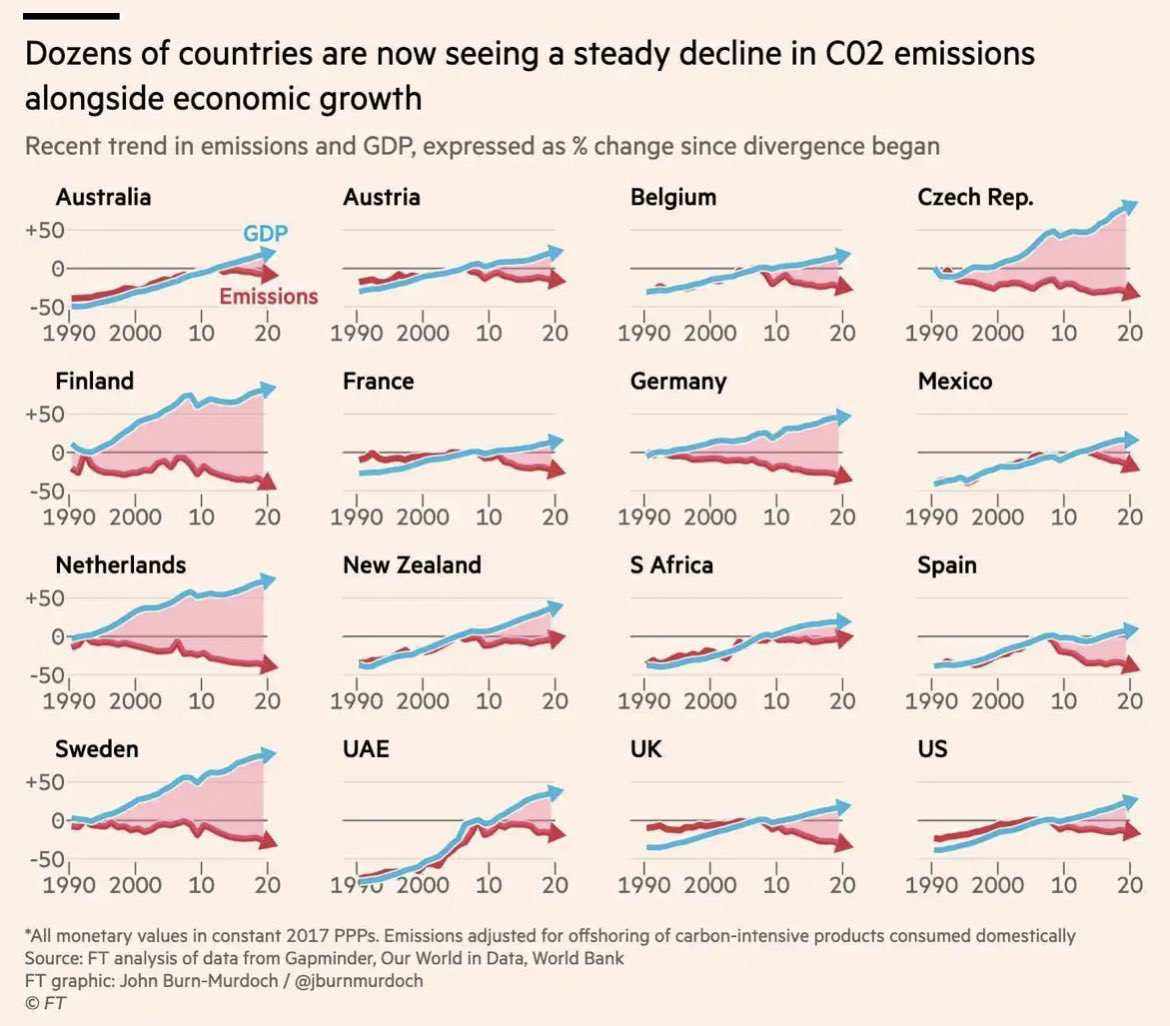 Dozens of countries are now seeing a steady decline in C02 emissions
alongside economic growth
Recent trend in emissions and GDP, expressed as % change since divergence began
Australia
+50
0
-50
GDP
Emissions
1990 2000 10 20
Austria
1990 2000 10 20
Belgium
1990 2000 10 20
Czech Rep.
1990 2000 10 20
Finland
+50
0
-50
1990 2000 10 20
France
1990 2000 10 20
Germany
1990 2000 10 20
Mexico
1990 2000 10 20
Netherlands
+50
0
-50
1990 2000 10 20
New Zealand
1990 2000 10 20
S Africa
1990 2000 10 20
Spain
1990 2000 10 20
Sweden
+50
0
-50
1990 2000 10 20
UAE
1990 2000 10 20
UK
1990 2000 10 20
US
1990 2000 10 20
*All monetary values in constant 2017 PPPs. Emissions adjusted for offshoring of carbon-intensive products consumed domestically
Source: FT analysis of data from Gapminder, Our World in Data, World Bank
FT graphic: John Burn-Murdoch / @jburnmurdoch
© FT